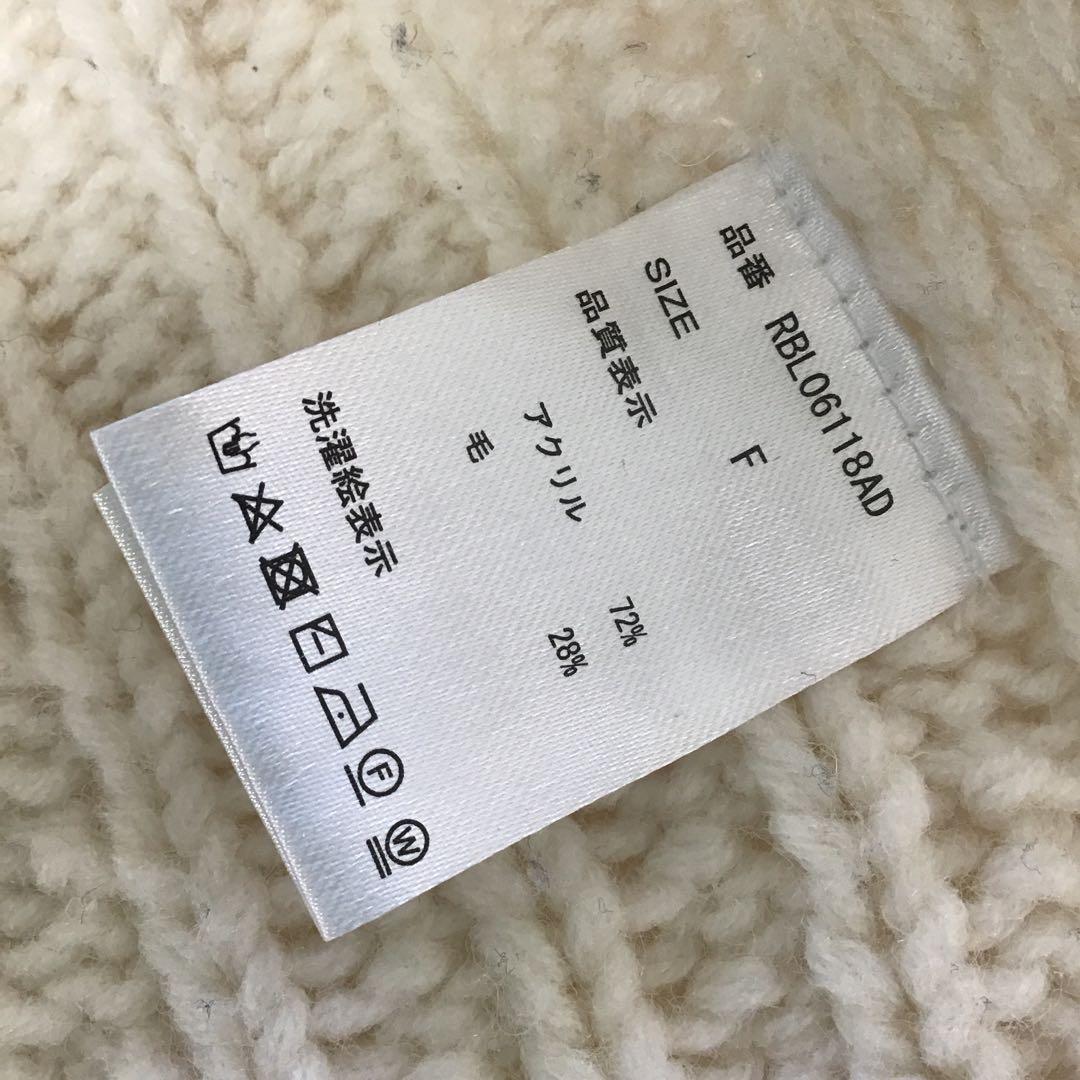 品番 RBL06118AD
SIZE F
品質表示
アクリル 72%
毛 28%
洗濯絵表示
F W